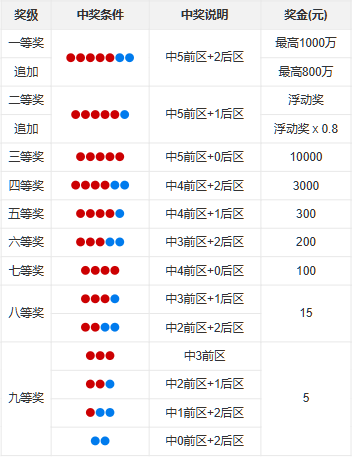 奖级 中奖条件 中奖说明 奖金(元)
一等奖 中5前区+2后区 最高1000万
追加 最高800万
二等奖 中5前区+1后区 浮动奖
追加 浮动奖 x 0.8
三等奖 中5前区+0后区 10000
四等奖 中4前区+2后区 3000
五等奖 中4前区+1后区 300
六等奖 中3前区+2后区 200
七等奖 中4前区+0后区 100
八等奖 中3前区+1后区 15
中2前区+2后区
九等奖 中3前区 5
中2前区+1后区
中1前区+2后区
中0前区+2后区